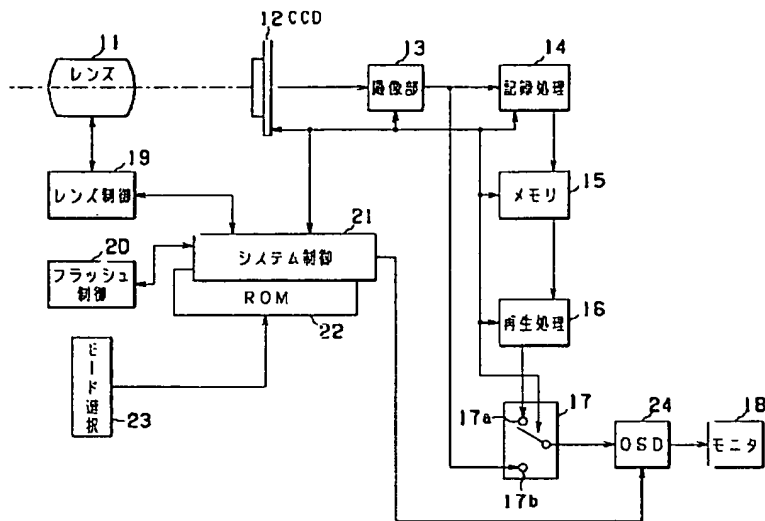 12 CCD
11
レンズ
13
撮像部
14
記録処理
19
レンズ制御
メモリ
15
21
システム制御
20
フラッシュ
制御
ROM
22
16
再生処理
モード選択
23
17
17a
17b
24
OSD
18
モニタ